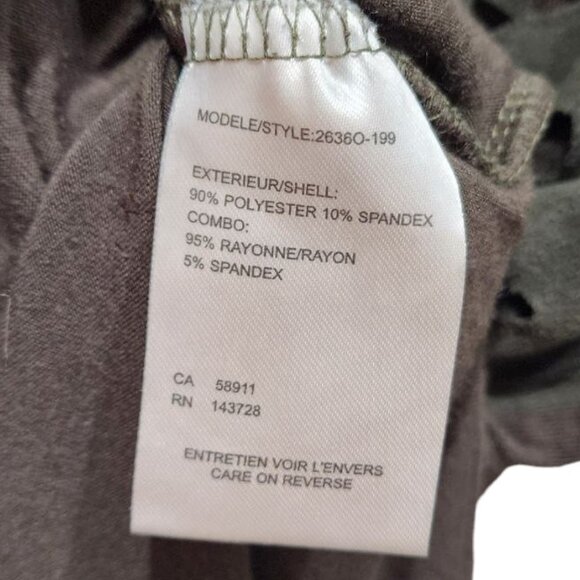 MODELE/STYLE:2636O-199
EXTERIEUR/SHELL:
90% POLYESTER 10% SPANDEX
COMBO:
95% RAYONNE/RAYON
5% SPANDEX
CA 58911
RN 143728
ENTRETIEN VOIR L'ENVERS
CARE ON REVERSE